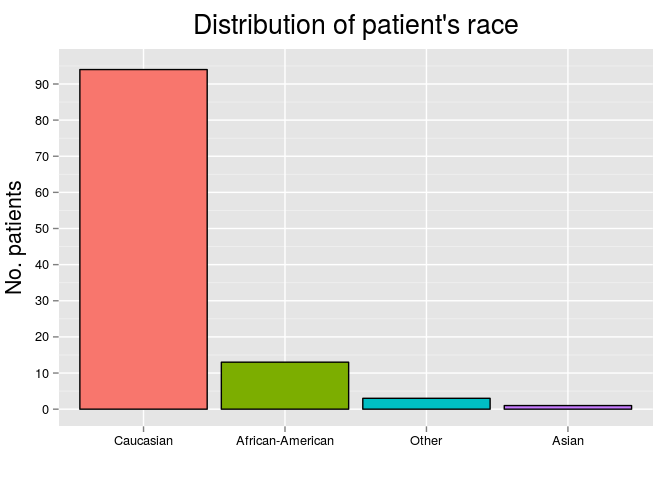 Distribution of patient's race
No. patients
90
80
70
60
50
40
30
20
10
0
Caucasian
African-American
Other
Asian